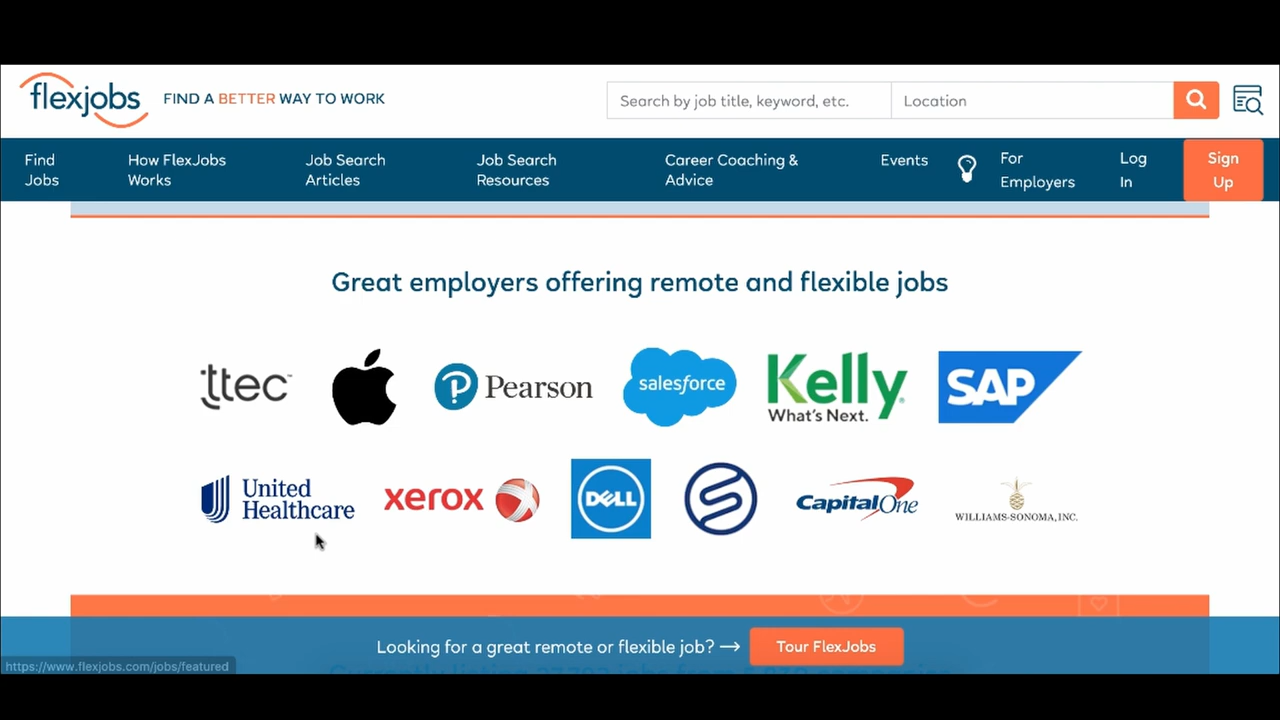 flexjobs
FIND A BETTER WAY TO WORK
Search by job title, keyword, etc.
Location
Find
Jobs
How FlexJobs
Works
Job Search
Articles
Job Search
Resources
Career Coaching &
Advice
Events
For
Employers
Log
In
Sign
Up
Great employers offering remote and flexible jobs
ttec™
Pearson
salesforce
Kelly®
What's Next.
SAP
United
Healthcare
xerox
DELL
Capital One
WILLIAMS-SONOMA, INC.
Looking for a great remote or flexible job? →
Tour FlexJobs
https://www.flexjobs.com/jobs/featured